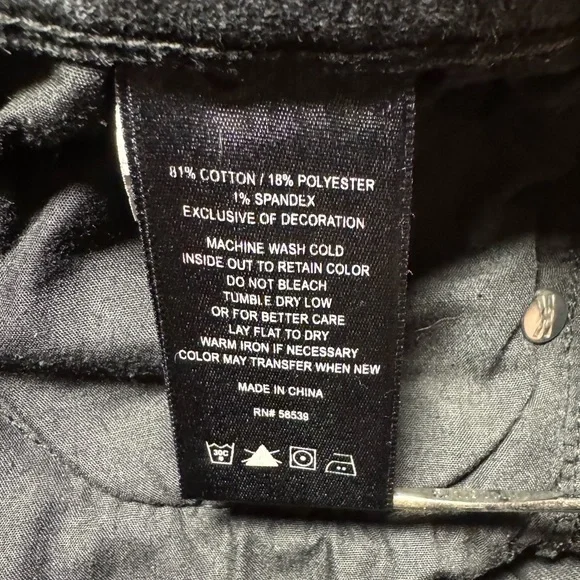 81% COTTON / 18% POLYESTER
1% SPANDEX
EXCLUSIVE OF DECORATION
MACHINE WASH COLD
INSIDE OUT TO RETAIN COLOR
DO NOT BLEACH
TUMBLE DRY LOW
OR FOR BETTER CARE
LAY FLAT TO DRY
WARM IRON IF NECESSARY
COLOR MAY TRANSFER WHEN NEW
MADE IN CHINA
RN# 58539
30C